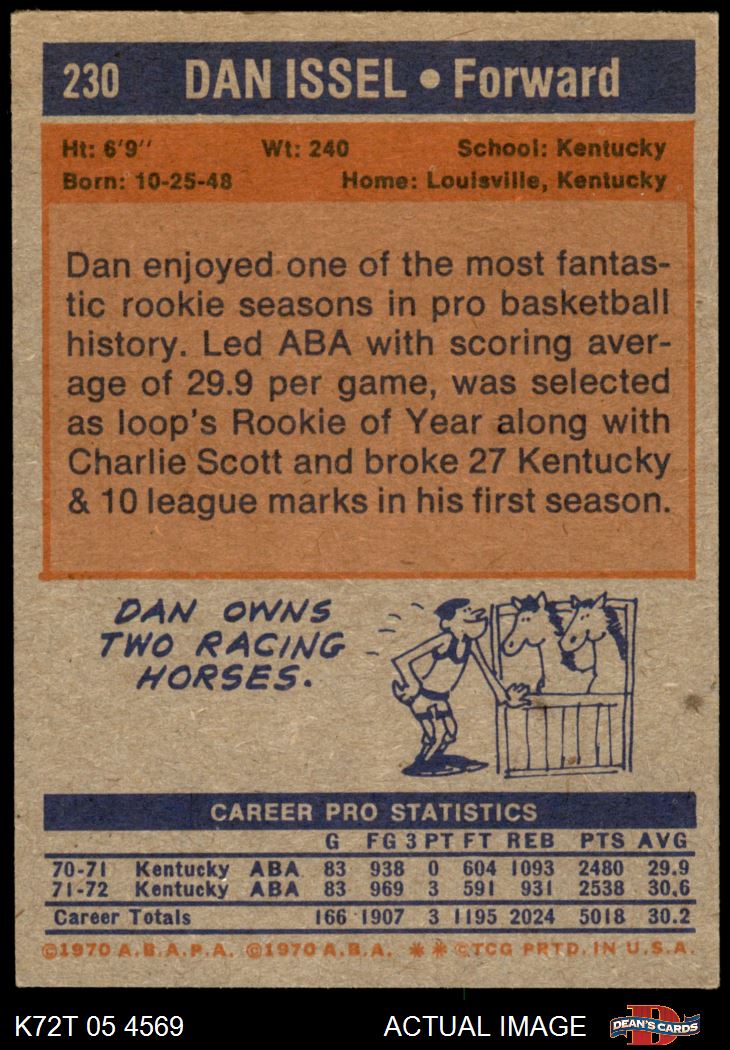 230 DAN ISSEL • Forward
Ht: 6'9'' Wt: 240 School: Kentucky
Born: 10-25-48 Home: Louisville, Kentucky
Dan enjoyed one of the most fantas-
tic rookie seasons in pro basketball
history. Led ABA with scoring aver-
age of 29.9 per game, was selected
as loop's Rookie of Year along with
Charlie Scott and broke 27 Kentucky
& 10 league marks in his first season.
DAN OWNS
TWO RACING
HORSES.
CAREER PRO STATISTICS
G FG 3 PT FT REB PTS AVG
70-71 Kentucky ABA 83 938 0 604 1093 2480 29.9
71-72 Kentucky ABA 83 969 3 591 931 2538 30.6
Career Totals 166 1907 3 1195 2024 5018 30.2
©1970 A.B.A.P.A. ©1970 A.B.A. ** ©TCG PRTD. IN U.S.A.
K72T 05 4569 ACTUAL IMAGE D DEAN'S CARDS